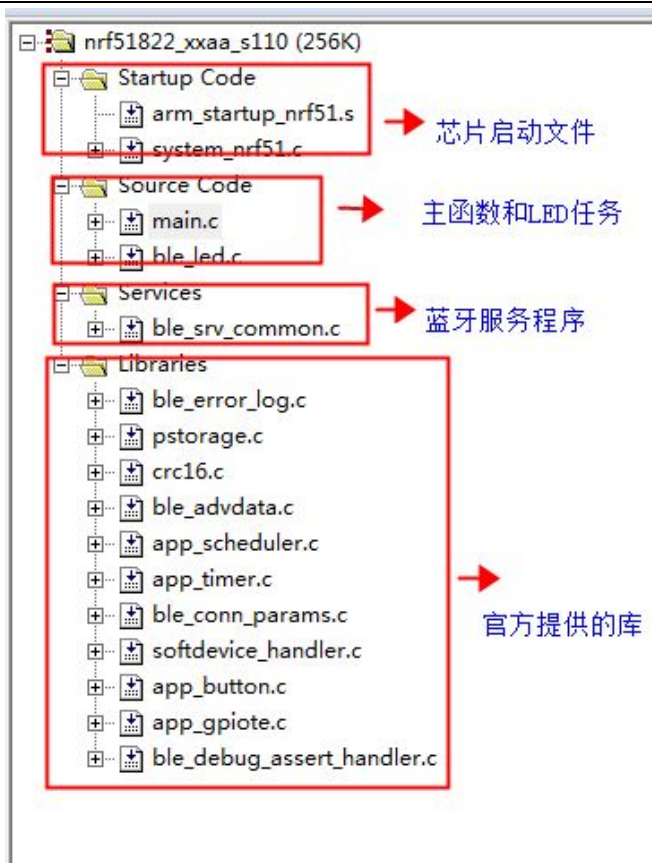 nrf51822_xxaa_s110 (256K)
Startup Code
arm_startup_nrf51.s
芯片启动文件
system_nrf51.c
Source Code
main.c
主函数和LED任务
ble_led.c
Services
蓝牙服务程序
ble_srv_common.c
Libraries
ble_error_log.c
pstorage.c
crc16.c
ble_advdata.c
app_scheduler.c
app_timer.c
ble_conn_params.c
官方提供的库
softdevice_handler.c
app_button.c
app_gpiote.c
ble_debug_assert_handler.c